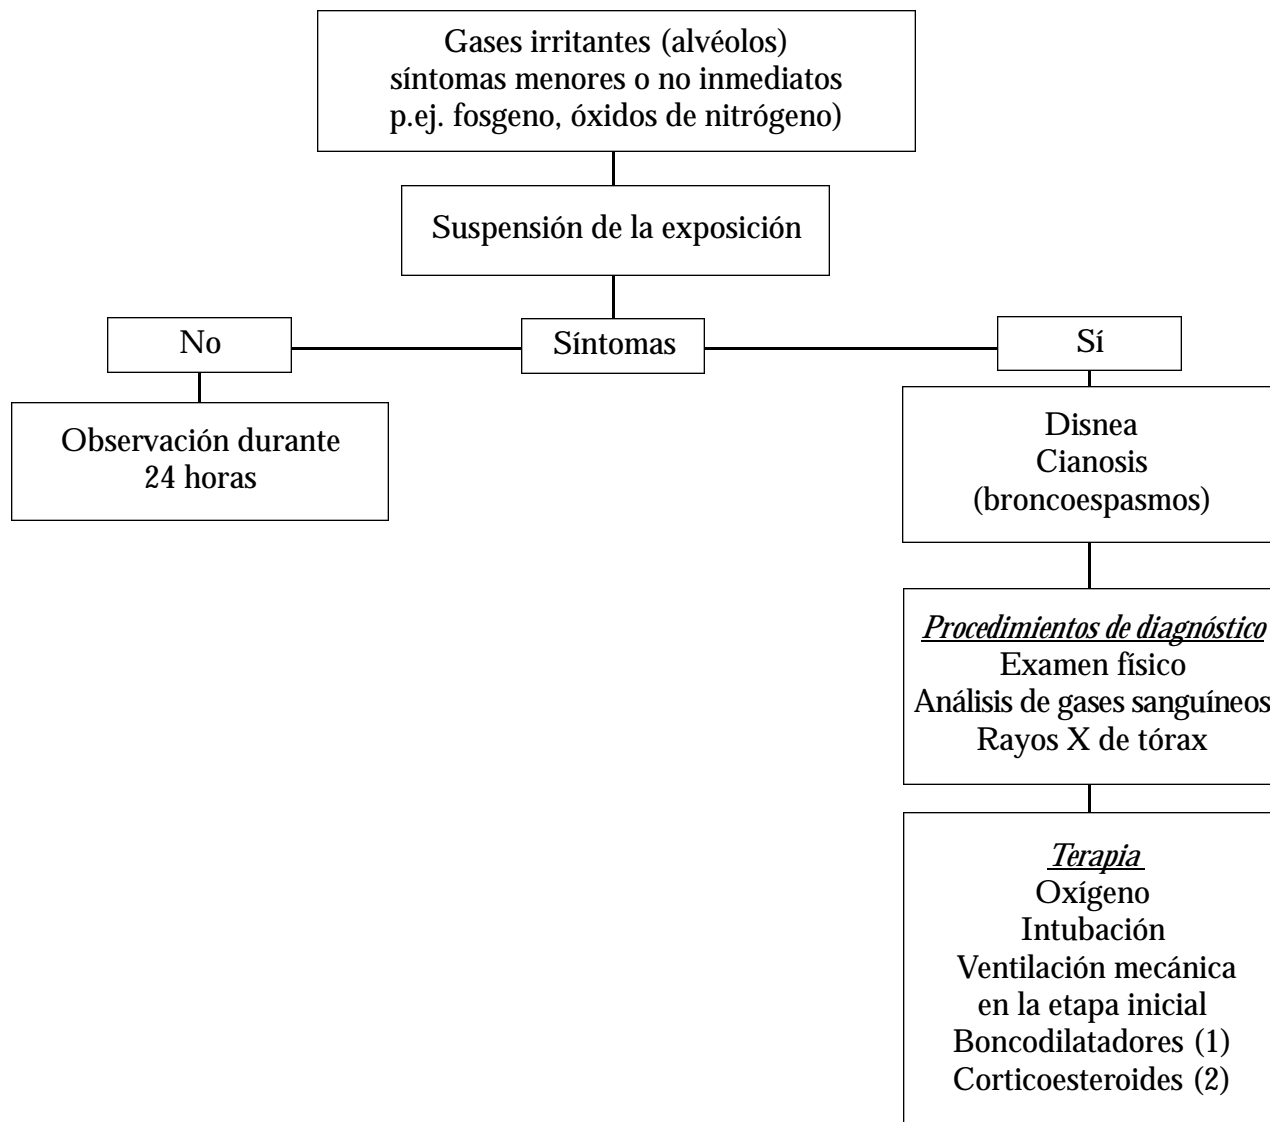 Gases irritantes (alvéolos)
síntomas menores o no inmediatos
p.ej. fosgeno, óxidos de nitrógeno)
Suspensión de la exposición
No
Síntomas
Sí
Observación durante
24 horas
Disnea
Cianosis
(broncoespasmos)
Procedimientos de diagnóstico
Examen físico
Análisis de gases sanguíneos
Rayos X de tórax
Terapia
Oxígeno
Intubación
Ventilación mecánica
en la etapa inicial
Boncodilatadores (1)
Corticoesteroides (2)